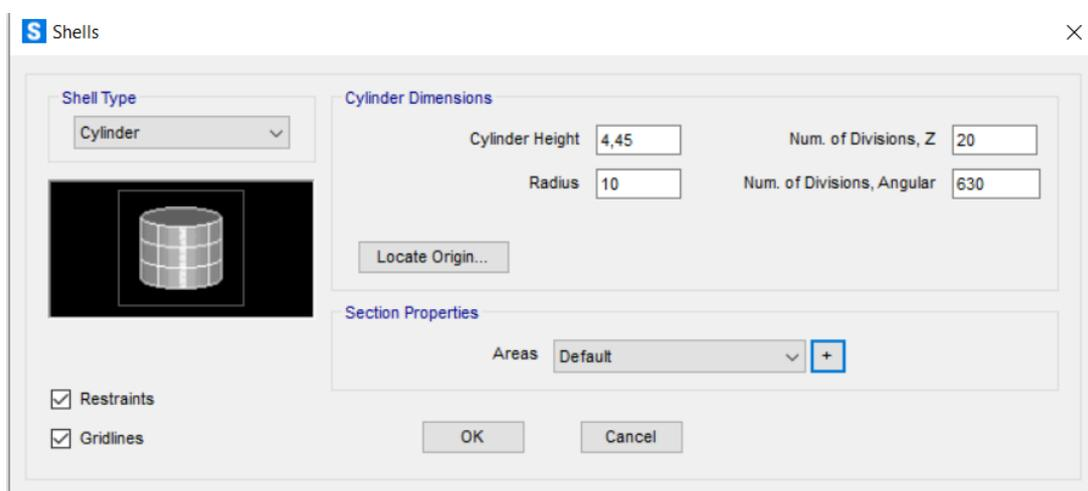 S Shells
Shell Type
Cylinder
Cylinder Dimensions
Cylinder Height 4,45 Num. of Divisions, Z 20
Radius 10 Num. of Divisions, Angular 630
Locate Origin...
Section Properties
Areas Default +
Restraints
Gridlines
OK Cancel